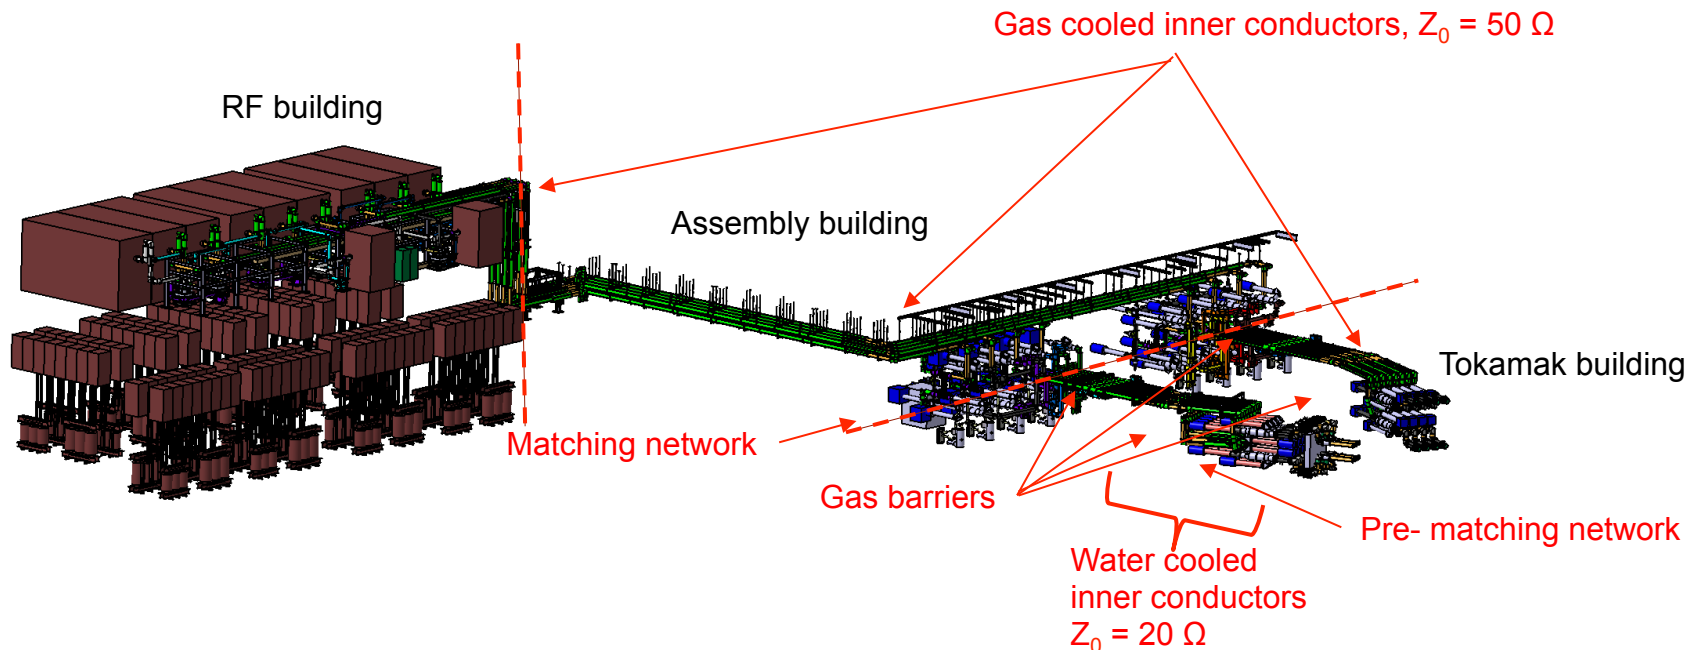 Gas cooled inner conductors, Z₀ = 50 Ω
RF building
Assembly building
Tokamak building
Matching network
Gas barriers
Pre- matching network
Water cooled
inner conductors
Z₀ = 20 Ω